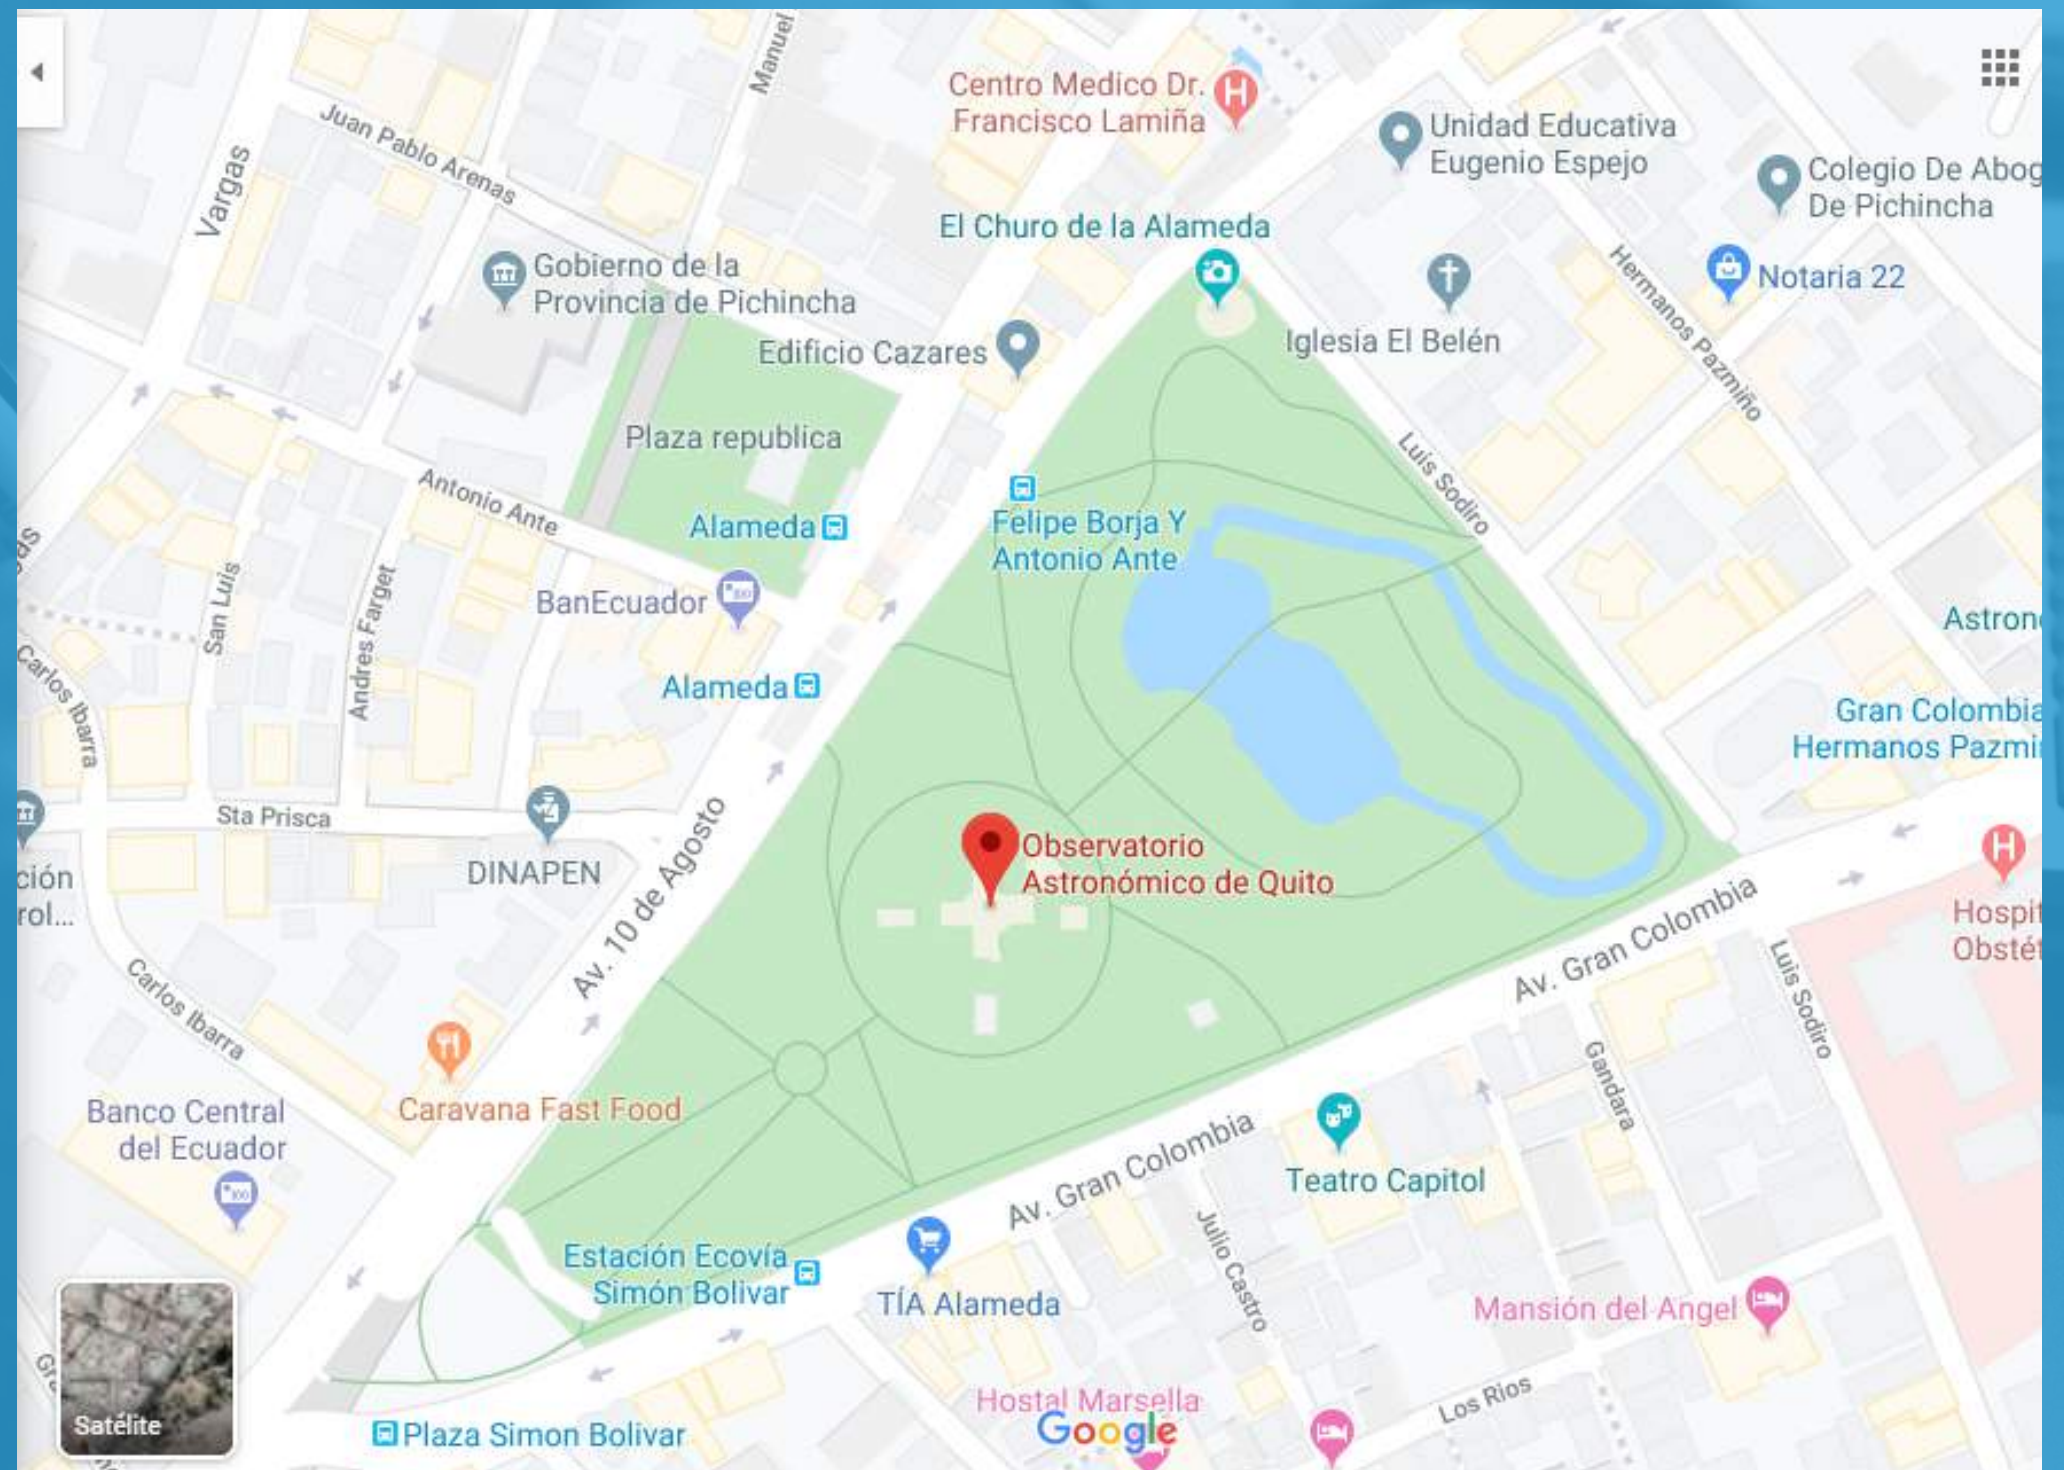 Manuel
Centro Medico Dr.
Francisco Lamiña
Juan Pablo Arenas
Vargas
Unidad Educativa
Eugenio Espejo
Colegio De Abog
De Pichincha
El Churo de la Alameda
Gobierno de la
Provincia de Pichincha
Hermanos Pazmiño
Notaria 22
Edificio Cazares
Iglesia El Belén
Plaza republica
Luis Sodiro
Antonio Ante
Alameda
Felipe Borja Y
Antonio Ante
San Luis
Andres Farget
BanEcuador
Astron
Carlos Ibarra
Alameda
Gran Colombia
Hermanos Pazmi
Sta Prisca
DINAPEN
Av. 10 de Agosto
Observatorio
Astronómico de Quito
ción
rol...
Av. Gran Colombia
Hospit
Obstét
Luis Sodiro
Carlos Ibarra
Gandara
Banco Central
del Ecuador
Caravana Fast Food
Av. Gran Colombia
Teatro Capitol
Julio Castro
Estación Ecovía
Simón Bolivar
TÍA Alameda
Mansión del Angel
Satélite
Plaza Simon Bolivar
Hostal Marsella
Google
Los Rios